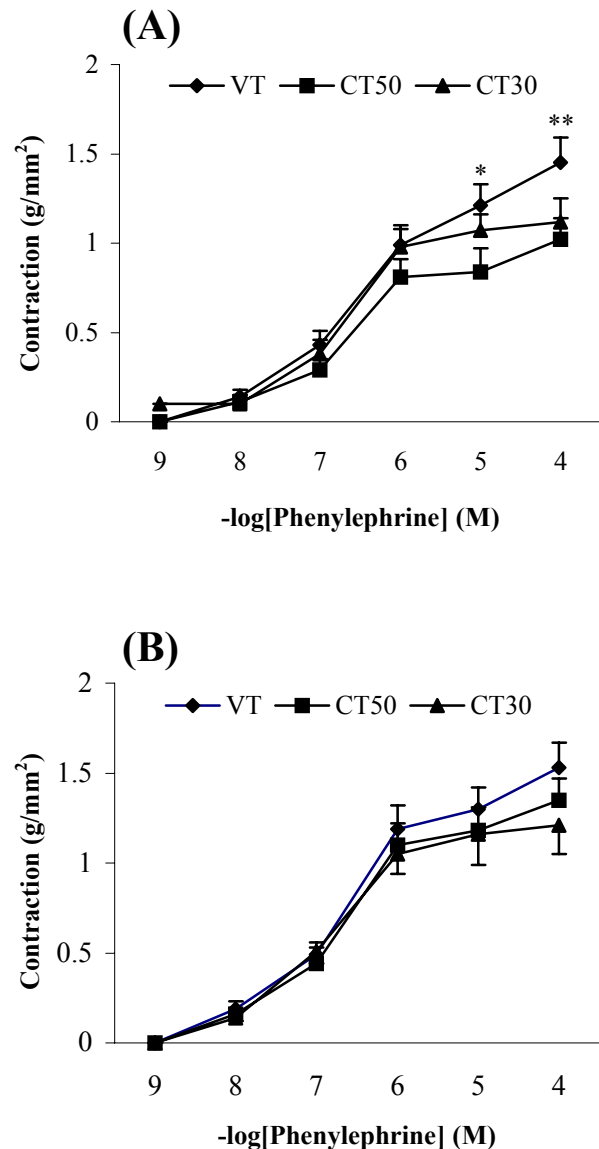 (A)
2
VT CT50 CT30
**
1.5
*
1
0.5
0
Contraction (g/mm²)
9 8 7 6 5 4
-log[Phenylephrine] (M)
(B)
2
VT CT50 CT30
1.5
1
0.5
0
Contraction (g/mm²)
9 8 7 6 5 4
-log[Phenylephrine] (M)